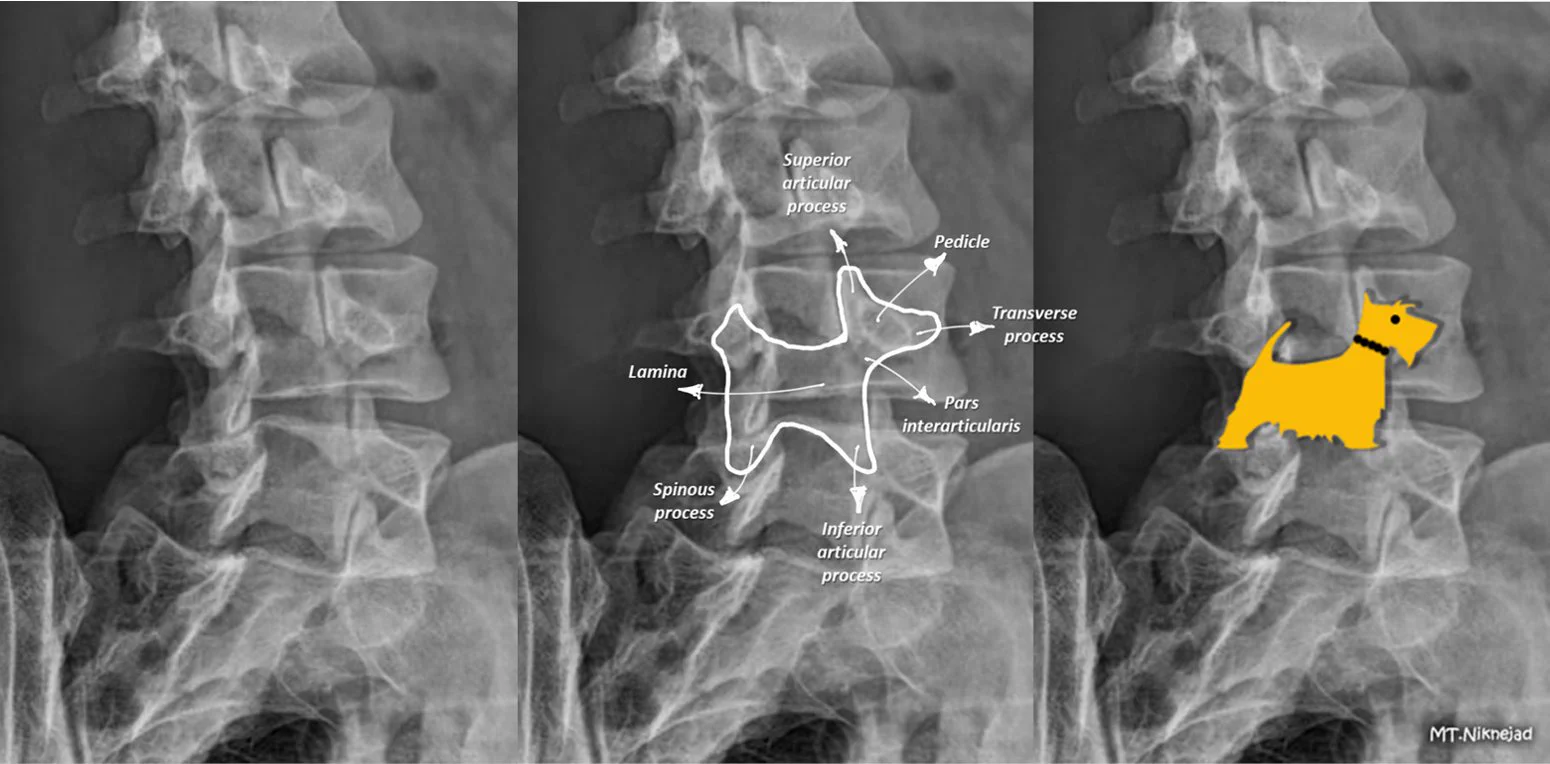 Superior
articular
process
Pedicle
Transverse
process
Lamina
Pars
interarticularis
Spinous
process
Inferior
articular
process
MT.Niknejad